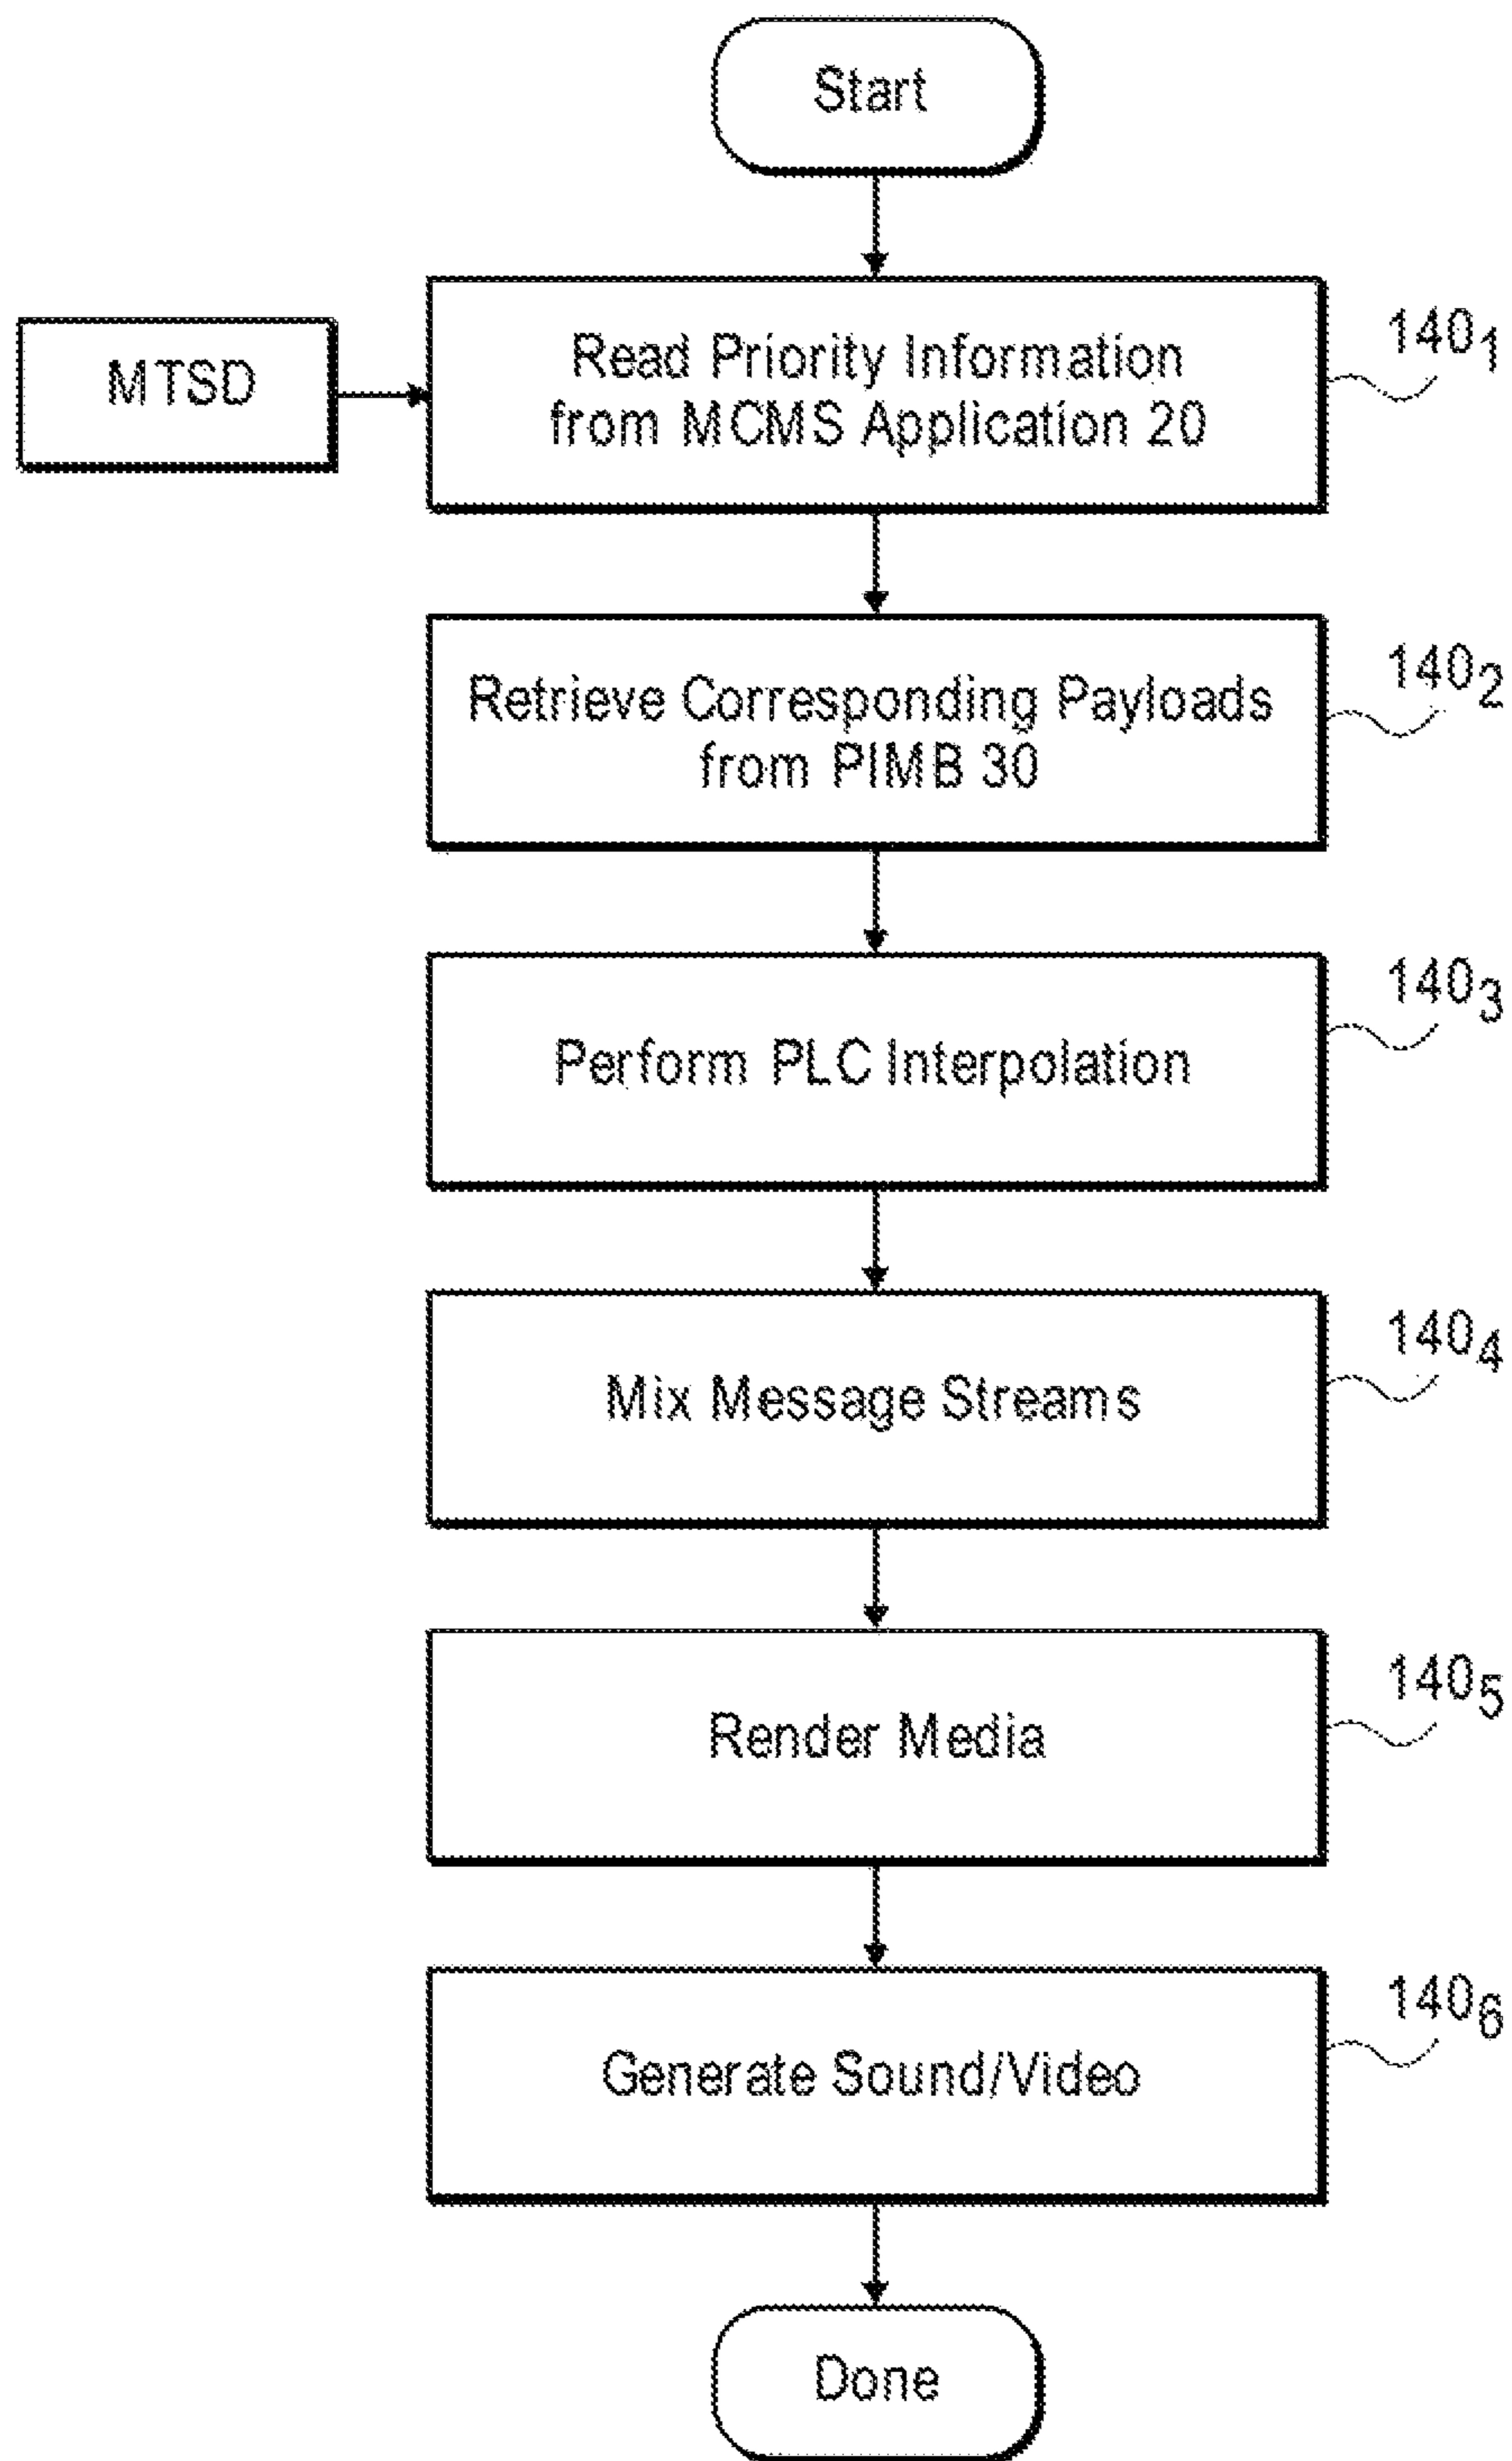 Start
MTSD
Read Priority Information
from MCMS Application 20
140₁
Retrieve Corresponding Payloads
from PIMB 30
140₂
Perform PLC Interpolation
140₃
Mix Message Streams
140₄
Render Media
140₅
Generate Sound/Video
140₆
Done